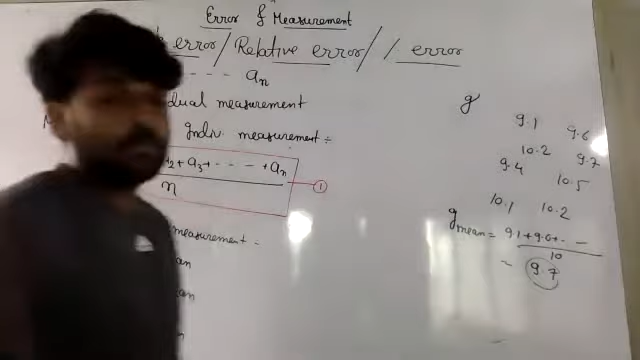 Error & Measurement
error / Relative error / / error
- - - - an
dual measurement
Indiv. measurement :-
2 + a3 + - - - - + an
n
1
measurement -
an
an
n
g
9.1 9.6
10.2 9.7
9.4 10.5
10.1 10.2
gmean = 9.1 + 9.6 + . - -
10
~ 9.7